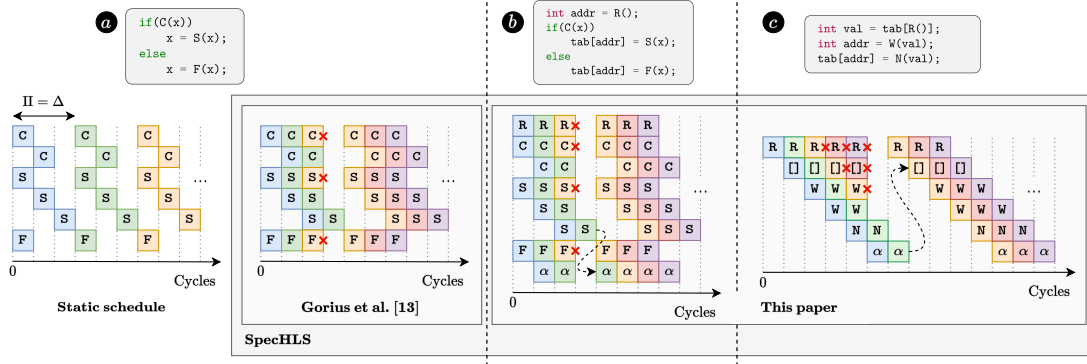 a
if(C(x))
x = S(x);
else
x = F(x);
b
int addr = R();
if(C(x))
tab[addr] = S(x);
else
tab[addr] = F(x);
c
int val = tab[R()];
int addr = W(val);
tab[addr] = N(val);
II = Δ
C C C
C C C
S S S
S S S
S S S
F F F
...
0
Cycles
Static schedule
C C C C C C
C C C C C
S S S S S S
S S S S S
S S S S S
F F F F F F
...
0
Cycles
Gorius et al. [13]
R R R R R R
C C C C C C
C C C C C
S S S S S S
S S S S S
S S S S S
F F F F F F
α α α α α α
...
0
Cycles
R R R R R R R R
[] [] [] [] [] [] []
W W W W W W
W W W W W
N N N N N
α α α α α
...
0
Cycles
This paper
SpecHLS